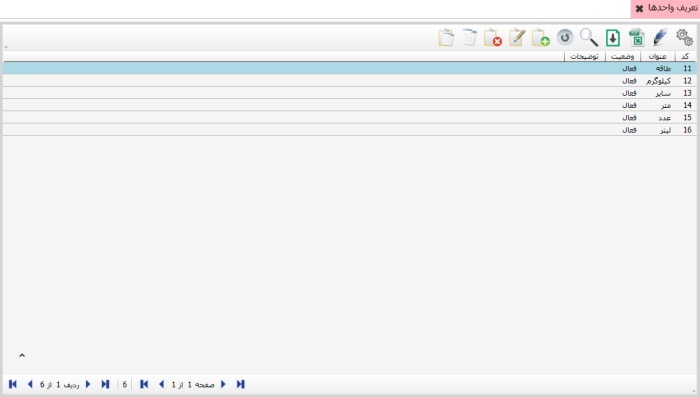 تعریف واحدها
کد عنوان وضعیت توضیحات
11 طاقه فعال
12 کیلوگرم فعال
13 سایر فعال
14 متر فعال
15 عدد فعال
16 لیتر فعال
صفحه 1 از 1 6 ردیف 1 از 6